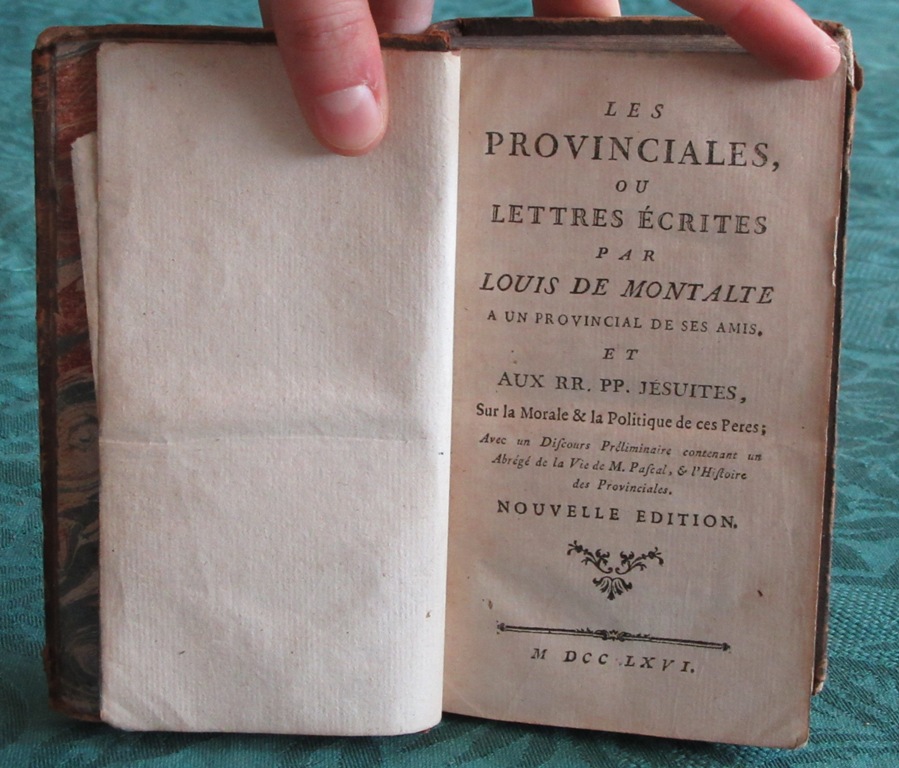 LES
PROVINCIALES,
OU
LETTRES ÉCRITES
PAR
LOUIS DE MONTALTE
A UN PROVINCIAL DE SES AMIS.
ET
AUX RR. PP. JÉSUITES,
Sur la Morale & la Politique de ces Peres;
Avec un Diſcours Préliminaire contenant un
Abrégé de la Vie de M. Paſcal, & l'Hiſtoire
des Provinciales.
NOUVELLE EDITION.
M DCC LXVI.